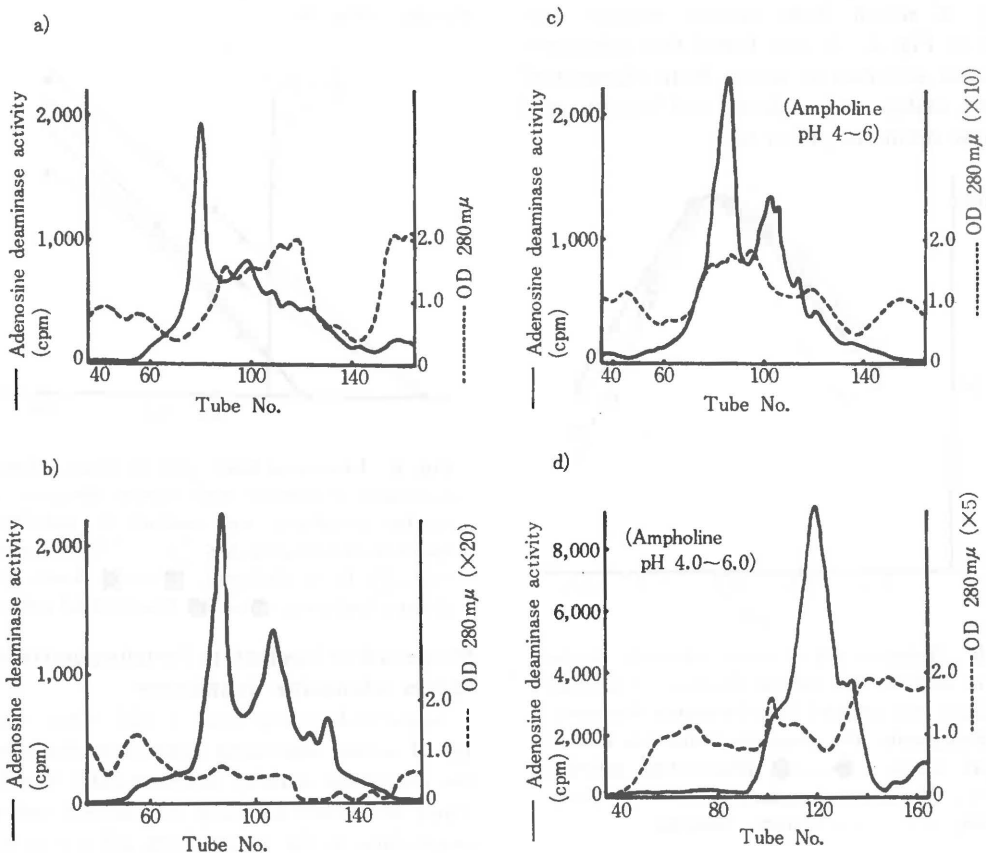 a)
Adenosine deaminase activity
(cpm)
2,000
1,000
0
40 60 100 140
Tube No.
2.0
1.0
0
OD 280 mμ
b)
Adenosine deaminase activity
(cpm)
2,000
1,000
0
60 100 140
Tube No.
2.0
1.0
0
OD 280 mμ (×20)
c)
Adenosine deaminase activity
(cpm)
2,000
1,000
0
(Ampholine
pH 4~6)
40 60 100 140
Tube No.
2.0
1.0
0
OD 280 mμ (×10)
d)
Adenosine deaminase activity
(cpm)
8,000
6,000
4,000
2,000
0
(Ampholine
pH 4.0~6.0)
40 80 120 160
Tube No.
2.0
1.0
0
OD 280 mμ (×5)